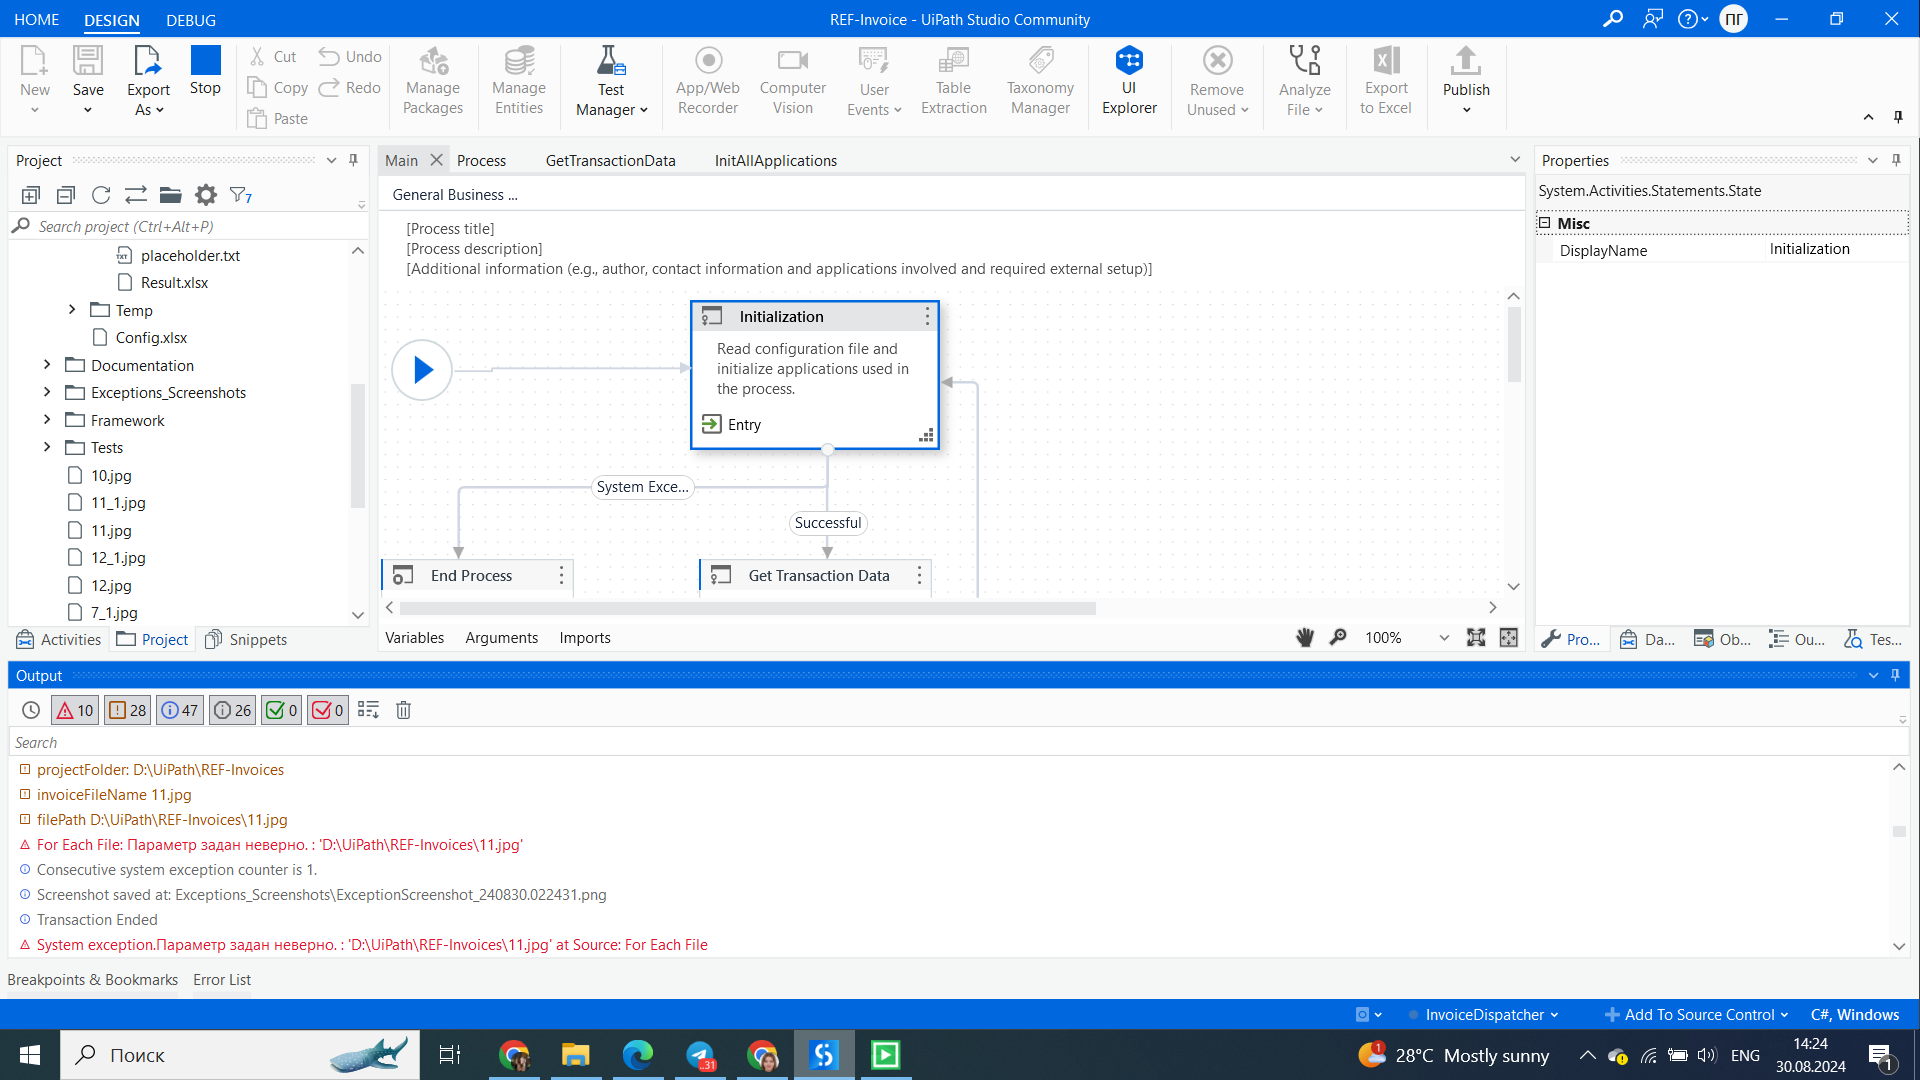 HOME DESIGN DEBUG
REF-Invoice - UiPath Studio Community
ПГ
New
Save
Export As
Stop
Cut
Copy
Paste
Undo
Redo
Manage Packages
Manage Entities
Test Manager
App/Web Recorder
Computer Vision
User Events
Table Extraction
Taxonomy Manager
UI Explorer
Remove Unused
Analyze File
Export to Excel
Publish
Project
7
Search project (Ctrl+Alt+P)
TXT
placeholder.txt
Result.xlsx
Temp
Config.xlsx
Documentation
Exceptions_Screenshots
Framework
Tests
10.jpg
11_1.jpg
11.jpg
12_1.jpg
12.jpg
7_1.jpg
Activities Project Snippets
Main Process GetTransactionData InitAllApplications
General Business ...
[Process title]
[Process description]
[Additional information (e.g., author, contact information and applications involved and required external setup)]
Initialization
Read configuration file and
initialize applications used in
the process.
Entry
System Exce...
Successful
End Process
Get Transaction Data
Variables Arguments Imports
100%
Properties
System.Activities.Statements.State
Misc
DisplayName Initialization
Pro... Da... Ob... Ou... Tes...
Output
10 28 47 26 0 0
Search
projectFolder: D:\UiPath\REF-Invoices
invoiceFileName 11.jpg
filePath D:\UiPath\REF-Invoices\11.jpg
For Each File: Параметр задан неверно. : 'D:\UiPath\REF-Invoices\11.jpg'
Consecutive system exception counter is 1.
Screenshot saved at: Exceptions_Screenshots\ExceptionScreenshot_240830.022431.png
Transaction Ended
System exception.Параметр задан неверно. : 'D:\UiPath\REF-Invoices\11.jpg' at Source: For Each File
Breakpoints & Bookmarks Error List
InvoiceDispatcher Add To Source Control C#, Windows
Поиск
..31
1
28°C Mostly sunny
ENG
14:24
30.08.2024
1